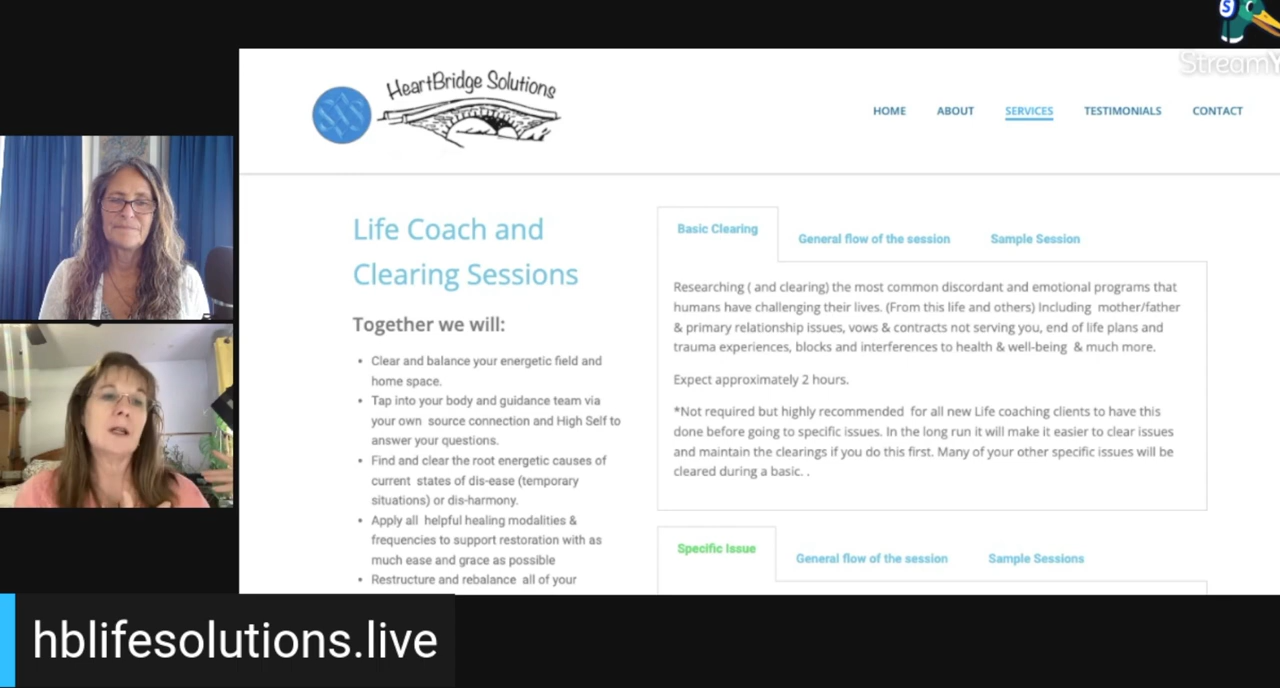 StreamY
HeartBridge Solutions
HOME ABOUT SERVICES TESTIMONIALS CONTACT
Life Coach and
Clearing Sessions
Together we will:
• Clear and balance your energetic field and
home space.
• Tap into your body and guidance team via
your own source connection and High Self to
answer your questions.
• Find and clear the root energetic causes of
current states of dis-ease (temporary
situations) or dis-harmony.
• Apply all helpful healing modalities &
frequencies to support restoration with as
much ease and grace as possible
• Restructure and rebalance all of your
Basic Clearing General flow of the session Sample Session
Researching ( and clearing) the most common discordant and emotional programs that
humans have challenging their lives. (From this life and others) Including mother/father
& primary relationship issues, vows & contracts not serving you, end of life plans and
trauma experiences, blocks and interferences to health & well-being & much more.
Expect approximately 2 hours.
*Not required but highly recommended for all new Life coaching clients to have this
done before going to specific issues. In the long run it will make it easier to clear issues
and maintain the clearings if you do this first. Many of your other specific issues will be
cleared during a basic. .
Specific Issue General flow of the session Sample Sessions
hblifesolutions.live